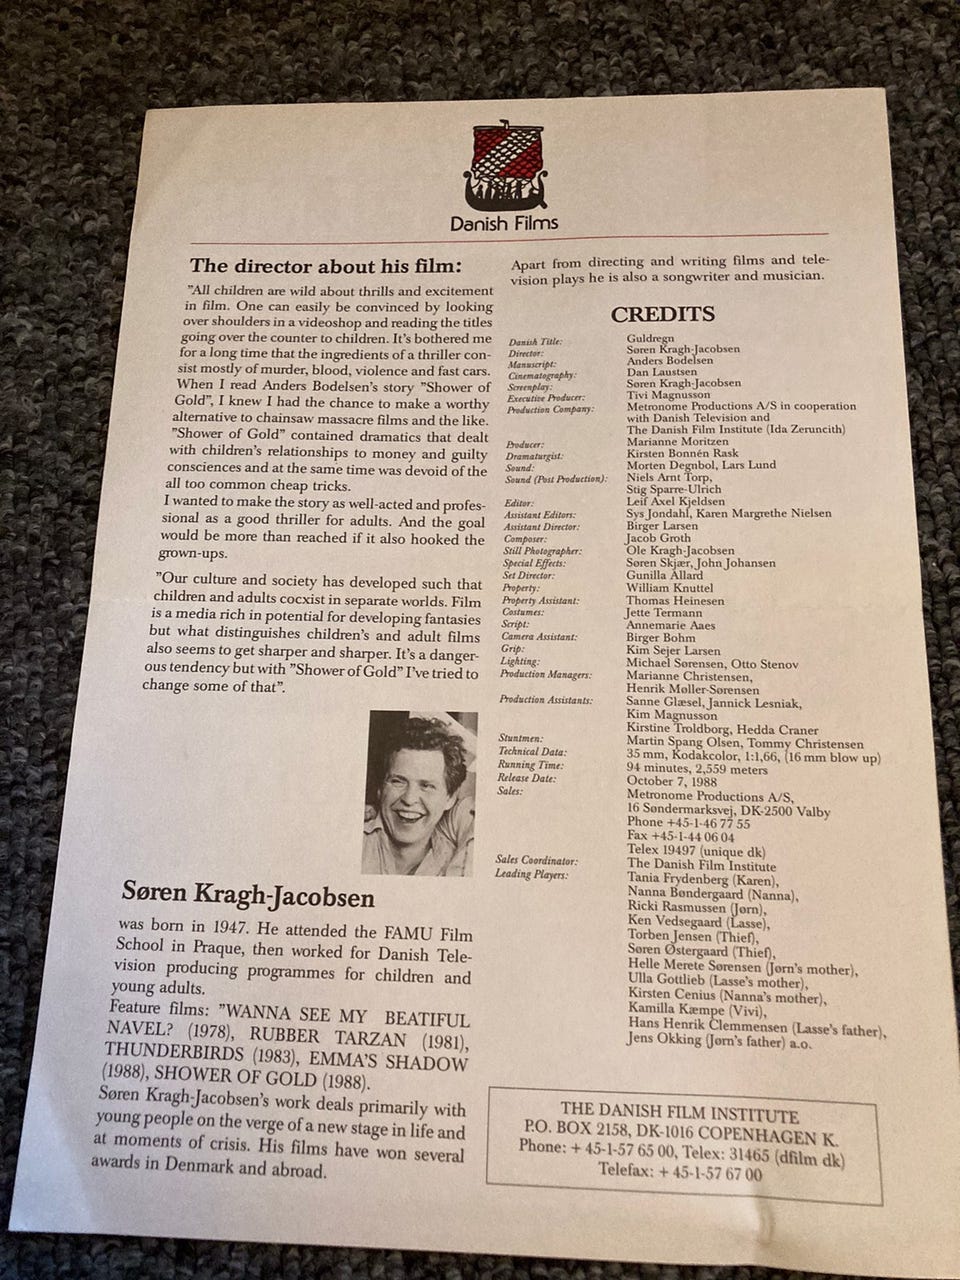 Danish Films
The director about his film:
"All children are wild about thrills and excitement
in film. One can easily be convinced by looking
over shoulders in a videoshop and reading the titles
going over the counter to children. It's bothered me
for a long time that the ingredients of a thriller con-
sist mostly of murder, blood, violence and fast cars.
When I read Anders Bodelsen's story "Shower of
Gold", I knew I had the chance to make a worthy
alternative to chainsaw massacre films and the like.
"Shower of Gold" contained dramatics that dealt
with children's relationships to money and guilty
consciences and at the same time was devoid of the
all too common cheap tricks.
I wanted to make the story as well-acted and profes-
sional as a good thriller for adults. And the goal
would be more than reached if it also hooked the
grown-ups.
"Our culture and society has developed such that
children and adults cocxist in separate worlds. Film
is a media rich in potential for developing fantasies
but what distinguishes children's and adult films
also seems to get sharper and sharper. It's a danger-
ous tendency but with "Shower of Gold" I've tried to
change some of that".
Søren Kragh-Jacobsen
was born in 1947. He attended the FAMU Film
School in Praque, then worked for Danish Tele-
vision producing programmes for children and
young adults.
Feature films: "WANNA SEE MY BEATIFUL
NAVEL? (1978), RUBBER TARZAN (1981),
THUNDERBIRDS (1983), EMMA'S SHADOW
(1988), SHOWER OF GOLD (1988).
Søren Kragh-Jacobsen's work deals primarily with
young people on the verge of a new stage in life and
at moments of crisis. His films have won several
awards in Denmark and abroad.
Apart from directing and writing films and tele-
vision plays he is also a songwriter and musician.
CREDITS
Danish Title: Guldregn
Director: Søren Kragh-Jacobsen
Manuscript: Anders Bodelsen
Cinematography: Dan Laustsen
Screenplay: Søren Kragh-Jacobsen
Executive Producer: Tivi Magnusson
Production Company: Metronome Productions A/S in cooperation
with Danish Television and
The Danish Film Institute (Ida Zeruncith)
Producer: Marianne Moritzen
Dramaturgist: Kirsten Bonnén Rask
Sound: Morten Degnbol, Lars Lund
Sound (Post Production): Niels Arnt Torp,
Stig Sparre-Ulrich
Editor: Leif Axel Kjeldsen
Assistant Editors: Sys Jondahl, Karen Margrethe Nielsen
Assistant Director: Birger Larsen
Composer: Jacob Groth
Still Photographer: Ole Kragh-Jacobsen
Special Effects: Søren Skjær, John Johansen
Set Director: Gunilla Allard
Property: William Knuttel
Property Assistant: Thomas Heinesen
Costumes: Jette Termann
Script: Annemarie Aaes
Camera Assistant: Birger Bohm
Grip: Kim Sejer Larsen
Lighting: Michael Sørensen, Otto Stenov
Production Managers: Marianne Christensen,
Henrik Møller-Sørensen
Production Assistants: Sanne Glæsel, Jannick Lesniak,
Kim Magnusson
Kirstine Troldborg, Hedda Craner
Stuntmen: Martin Spang Olsen, Tommy Christensen
Technical Data: 35 mm, Kodakcolor, 1:1,66, (16 mm blow up)
Running Time: 94 minutes, 2,559 meters
Release Date: October 7, 1988
Sales: Metronome Productions A/S,
16 Søndermarksvej, DK-2500 Valby
Phone +45-1-46 77 55
Fax +45-1-44 06 04
Telex 19497 (unique dk)
Sales Coordinator: The Danish Film Institute
Leading Players: Tania Frydenberg (Karen),
Nanna Bøndergaard (Nanna),
Ricki Rasmussen (Jørn),
Ken Vedsegaard (Lasse),
Torben Jensen (Thief),
Søren Østergaard (Thief),
Helle Merete Sørensen (Jørn's mother),
Ulla Gottlieb (Lasse's mother),
Kirsten Cenius (Nanna's mother),
Kamilla Kæmpe (Vivi),
Hans Henrik Clemmensen (Lasse's father),
Jens Okking (Jørn's father) a.o.
THE DANISH FILM INSTITUTE
P.O. BOX 2158, DK-1016 COPENHAGEN K.
Phone: + 45-1-57 65 00, Telex: 31465 (dfilm dk)
Telefax: + 45-1-57 67 00